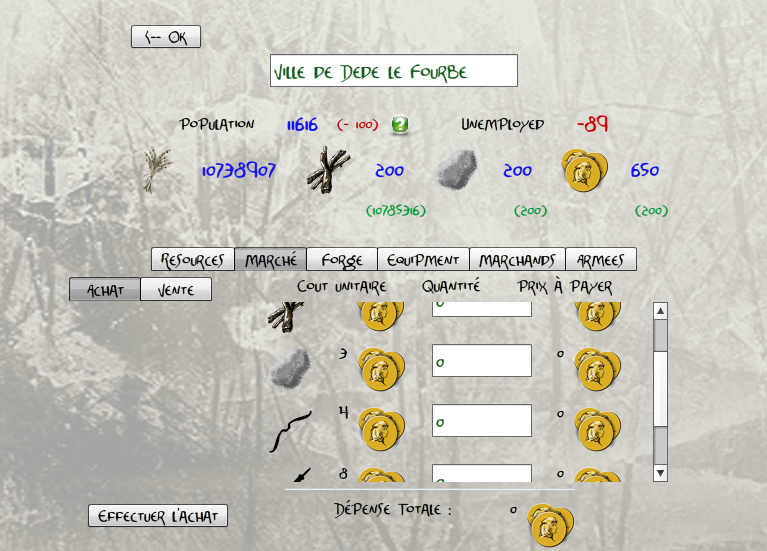 <-- OK
Ville de Dede le Fourbe
Population 11616 (- 100) ? Unemployed -89
10738907 200 200 650
(10785316) (200) (200)
Resources Marché Forge Equipment Marchands Armees
Achat Vente Cout unitaire Quantité Prix à payer
0
3 0 0
4 0 0
8 0 0
Effectuer l'achat Dépense Totale : 0